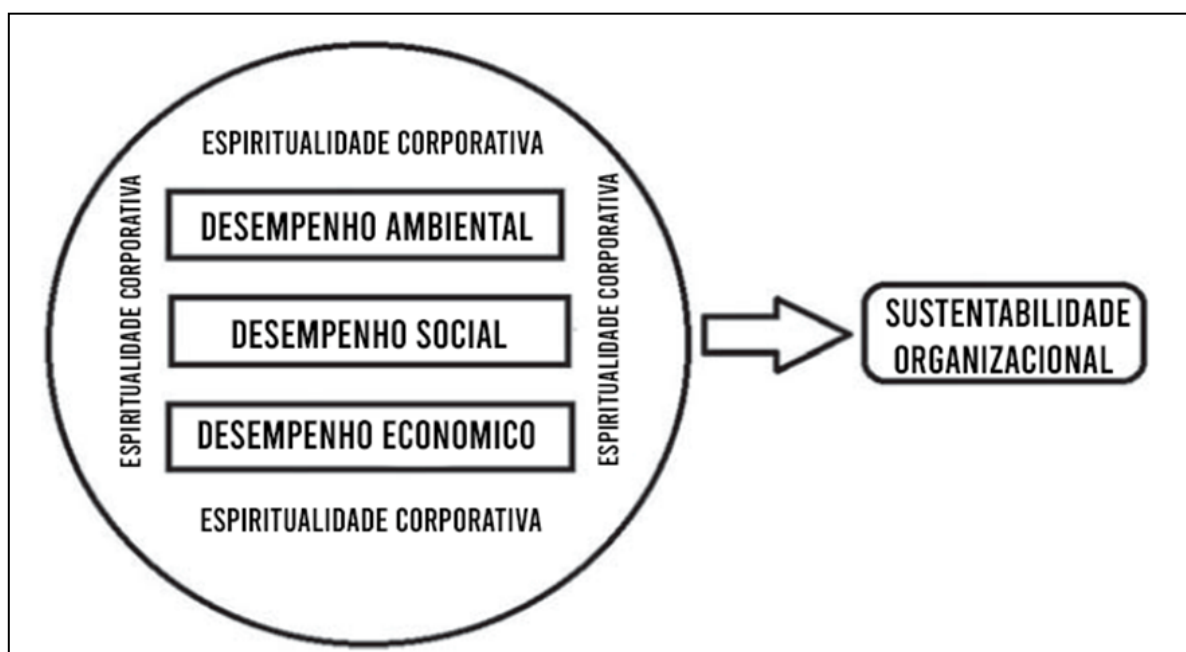 ESPIRITUALIDADE CORPORATIVA
ESPIRITUALIDADE CORPORATIVA
DESEMPENHO AMBIENTAL
DESEMPENHO SOCIAL
DESEMPENHO ECONOMICO
ESPIRITUALIDADE CORPORATIVA
ESPIRITUALIDADE CORPORATIVA
SUSTENTABILIDADE
ORGANIZACIONAL